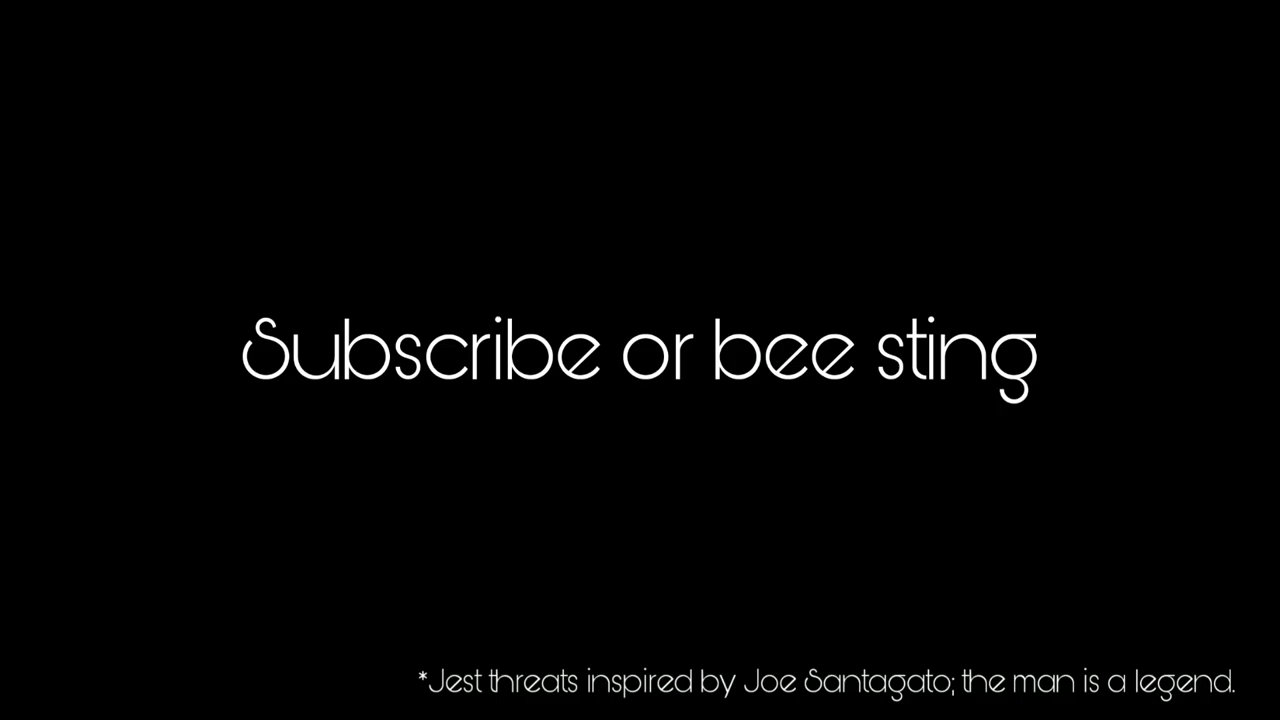 Subscribe or bee sting
*Jest threats inspired by Joe Santagato; the man is a legend.